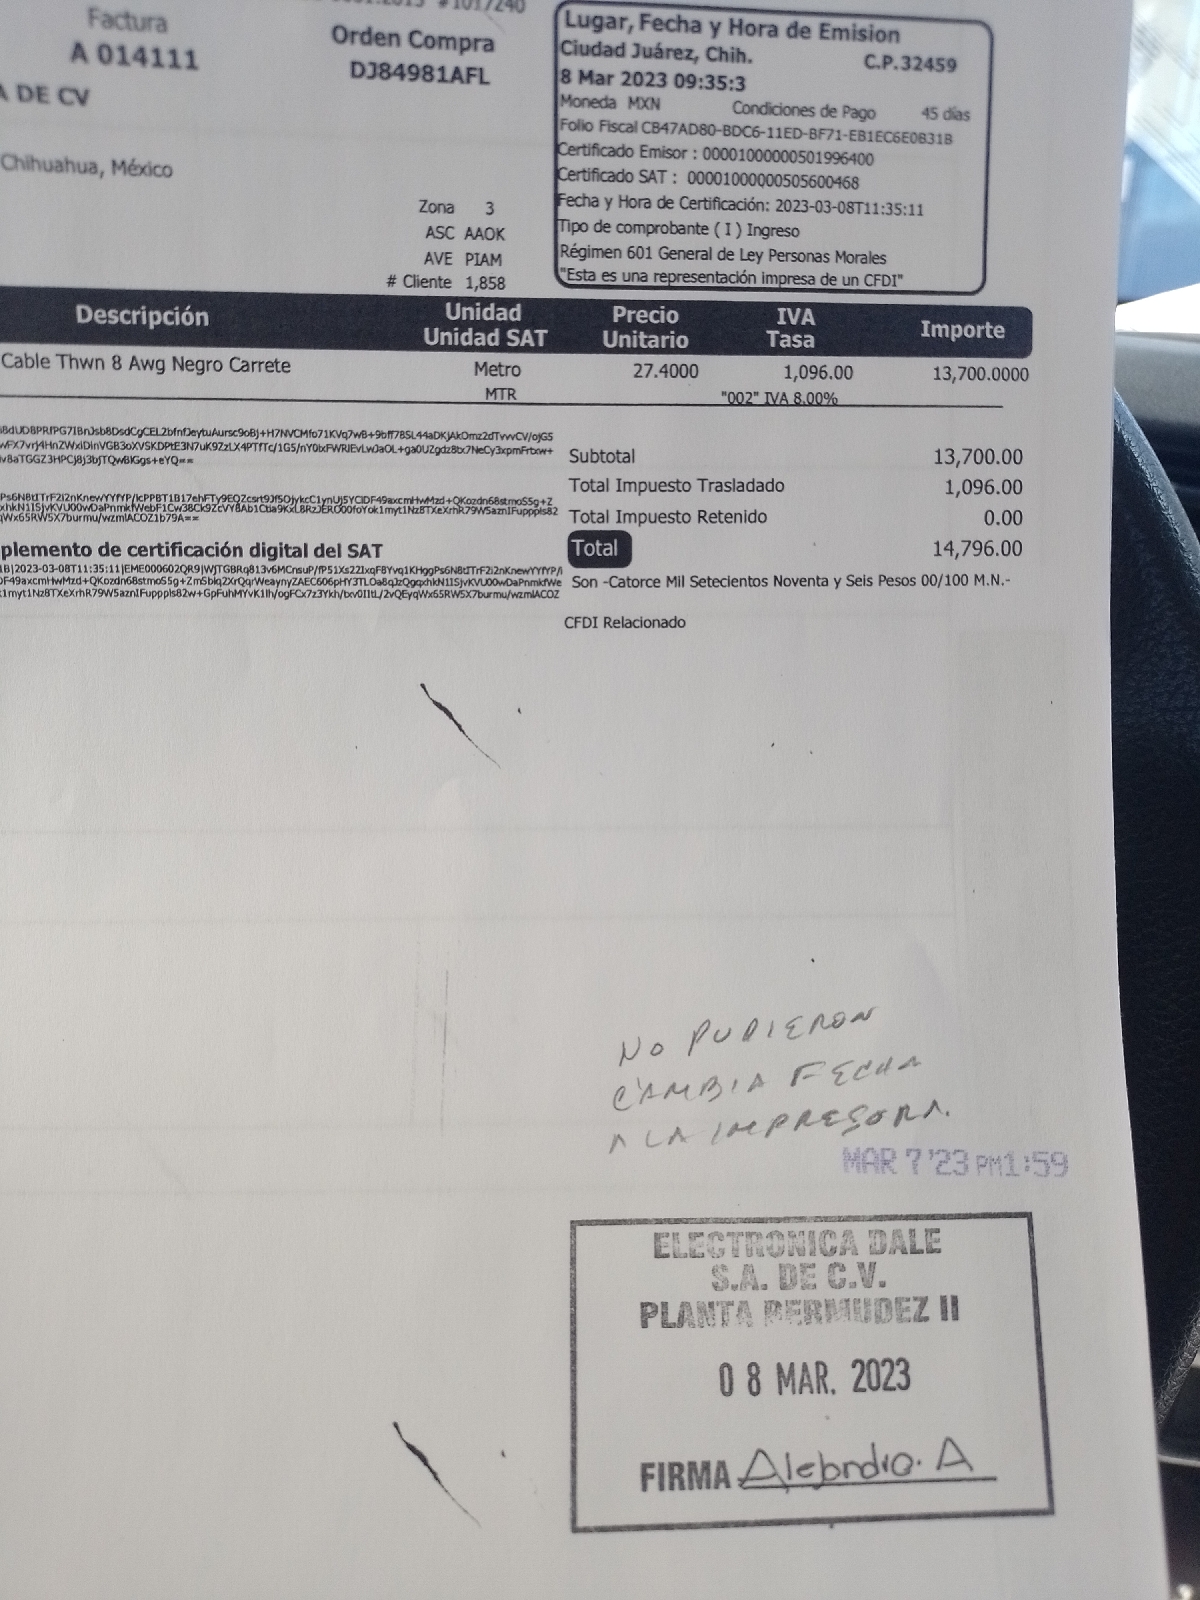 #1017240
Factura
A 014111
Orden Compra
DJ84981AFL
A DE CV
Chihuahua, México
Zona 3
ASC AAOK
AVE PIAM
# Cliente 1,858
Lugar, Fecha y Hora de Emision
Ciudad Juárez, Chih. C.P.32459
8 Mar 2023 09:35:3
Moneda MXN Condiciones de Pago 45 días
Folio Fiscal CB47AD80-BDC6-11ED-BF71-EB1EC6E0831B
Certificado Emisor : 00001000000501996400
Certificado SAT : 00001000000505600468
Fecha y Hora de Certificación: 2023-03-08T11:35:11
Tipo de comprobante ( I ) Ingreso
Régimen 601 General de Ley Personas Morales
"Esta es una representación impresa de un CFDI"
Descripción Unidad Precio IVA Importe
Unidad SAT Unitario Tasa
Cable Thwn 8 Awg Negro Carrete Metro 27.4000 1,096.00 13,700.0000
MTR "002" IVA 8.00%
Subtotal 13,700.00
Total Impuesto Trasladado 1,096.00
Total Impuesto Retenido 0.00
Total 14,796.00
plemento de certificación digital del SAT
Son -Catorce Mil Setecientos Noventa y Seis Pesos 00/100 M.N.-
CFDI Relacionado
NO PUDIERON
CAMBIA FECHA
A LA IMPRESORA.
MAR 7 '23 PM 1:59
ELECTRONICA DALE
S.A. DE C.V.
PLANTA BERMUDEZ II
08 MAR. 2023
FIRMA Alejndro. A